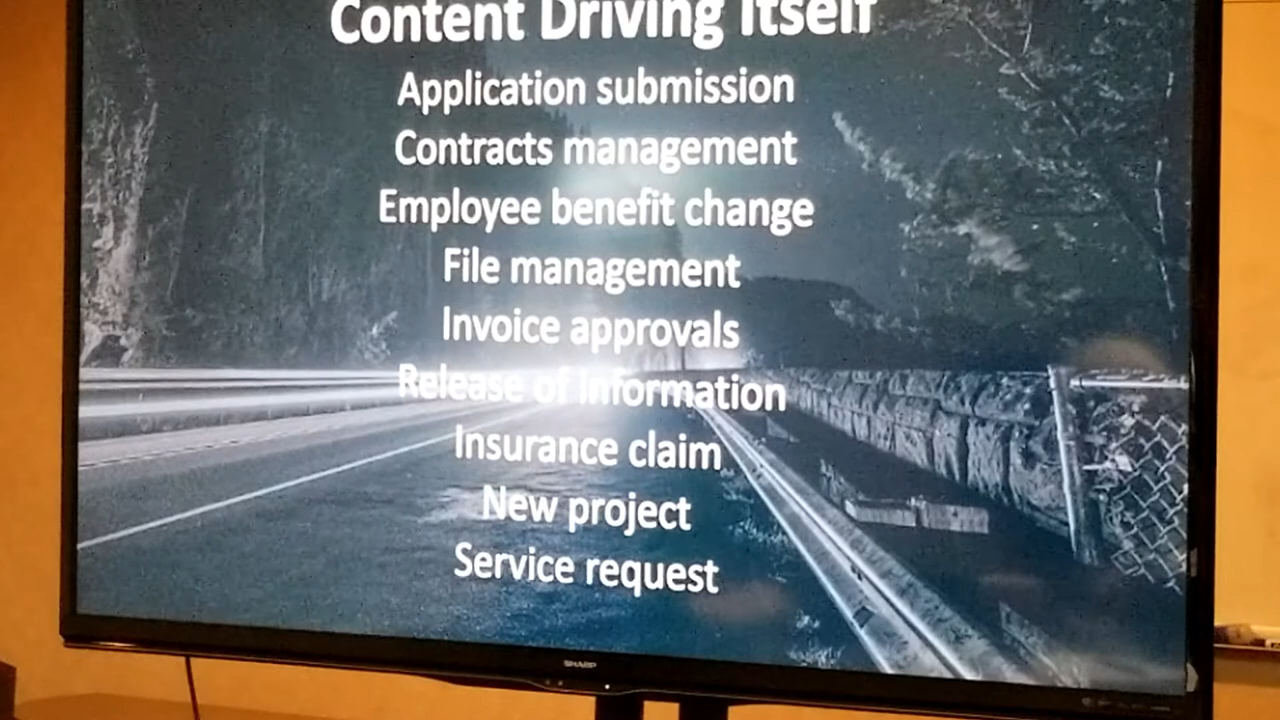 Content Driving Itself
Application submission
Contracts management
Employee benefit change
File management
Invoice approvals
Release of Information
Insurance claim
New project
Service request
SHARP